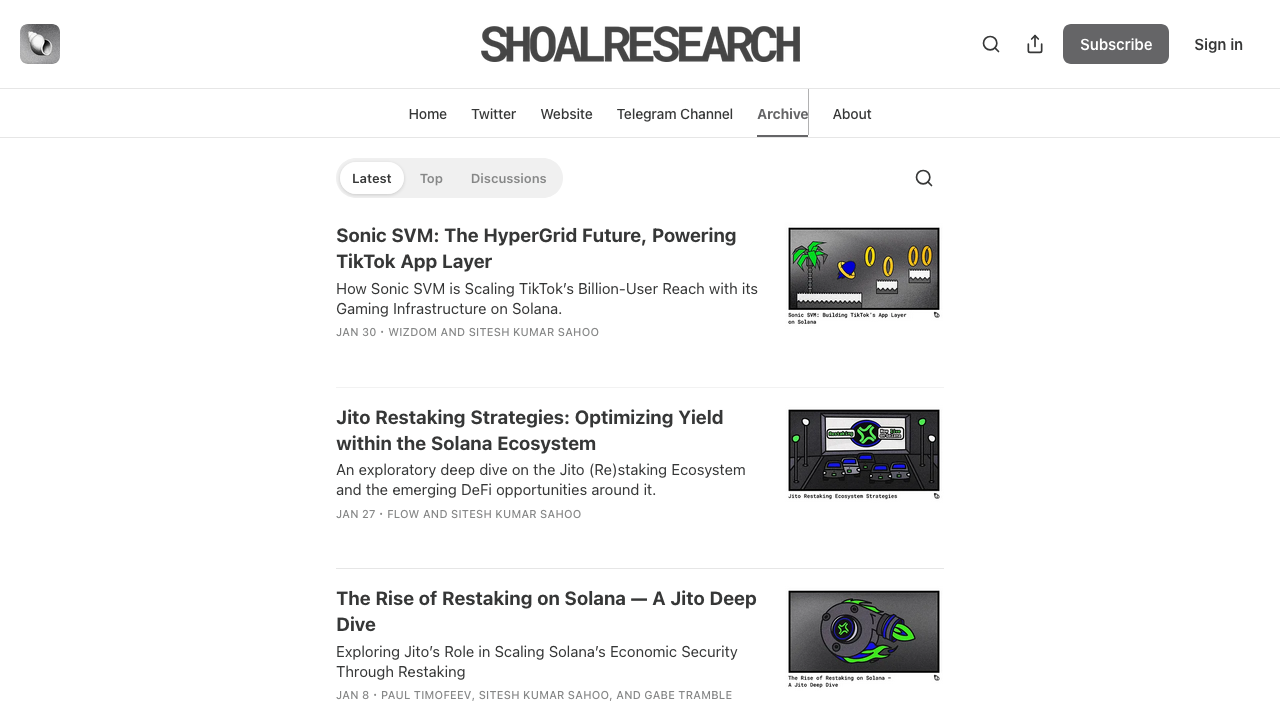 SHOALRESEARCH
Subscribe
Sign in
Home
Twitter
Website
Telegram Channel
Archive
About
Latest
Top
Discussions
Sonic SVM: The HyperGrid Future, Powering
TikTok App Layer
How Sonic SVM is Scaling TikTok's Billion-User Reach with its
Gaming Infrastructure on Solana.
JAN 30 • WIZDOM AND SITESH KUMAR SAHOO
Sonic SVM: Building TikTok's App Layer
on Solana
Jito Restaking Strategies: Optimizing Yield
within the Solana Ecosystem
An exploratory deep dive on the Jito (Re)staking Ecosystem
and the emerging DeFi opportunities around it.
JAN 27 • FLOW AND SITESH KUMAR SAHOO
Restaking
Jito Restaking Ecosystem Strategies
The Rise of Restaking on Solana — A Jito Deep
Dive
Exploring Jito's Role in Scaling Solana's Economic Security
Through Restaking
JAN 8 • PAUL TIMOFEEV, SITESH KUMAR SAHOO, AND GABE TRAMBLE
The Rise of Restaking on Solana –
A Jito Deep Dive